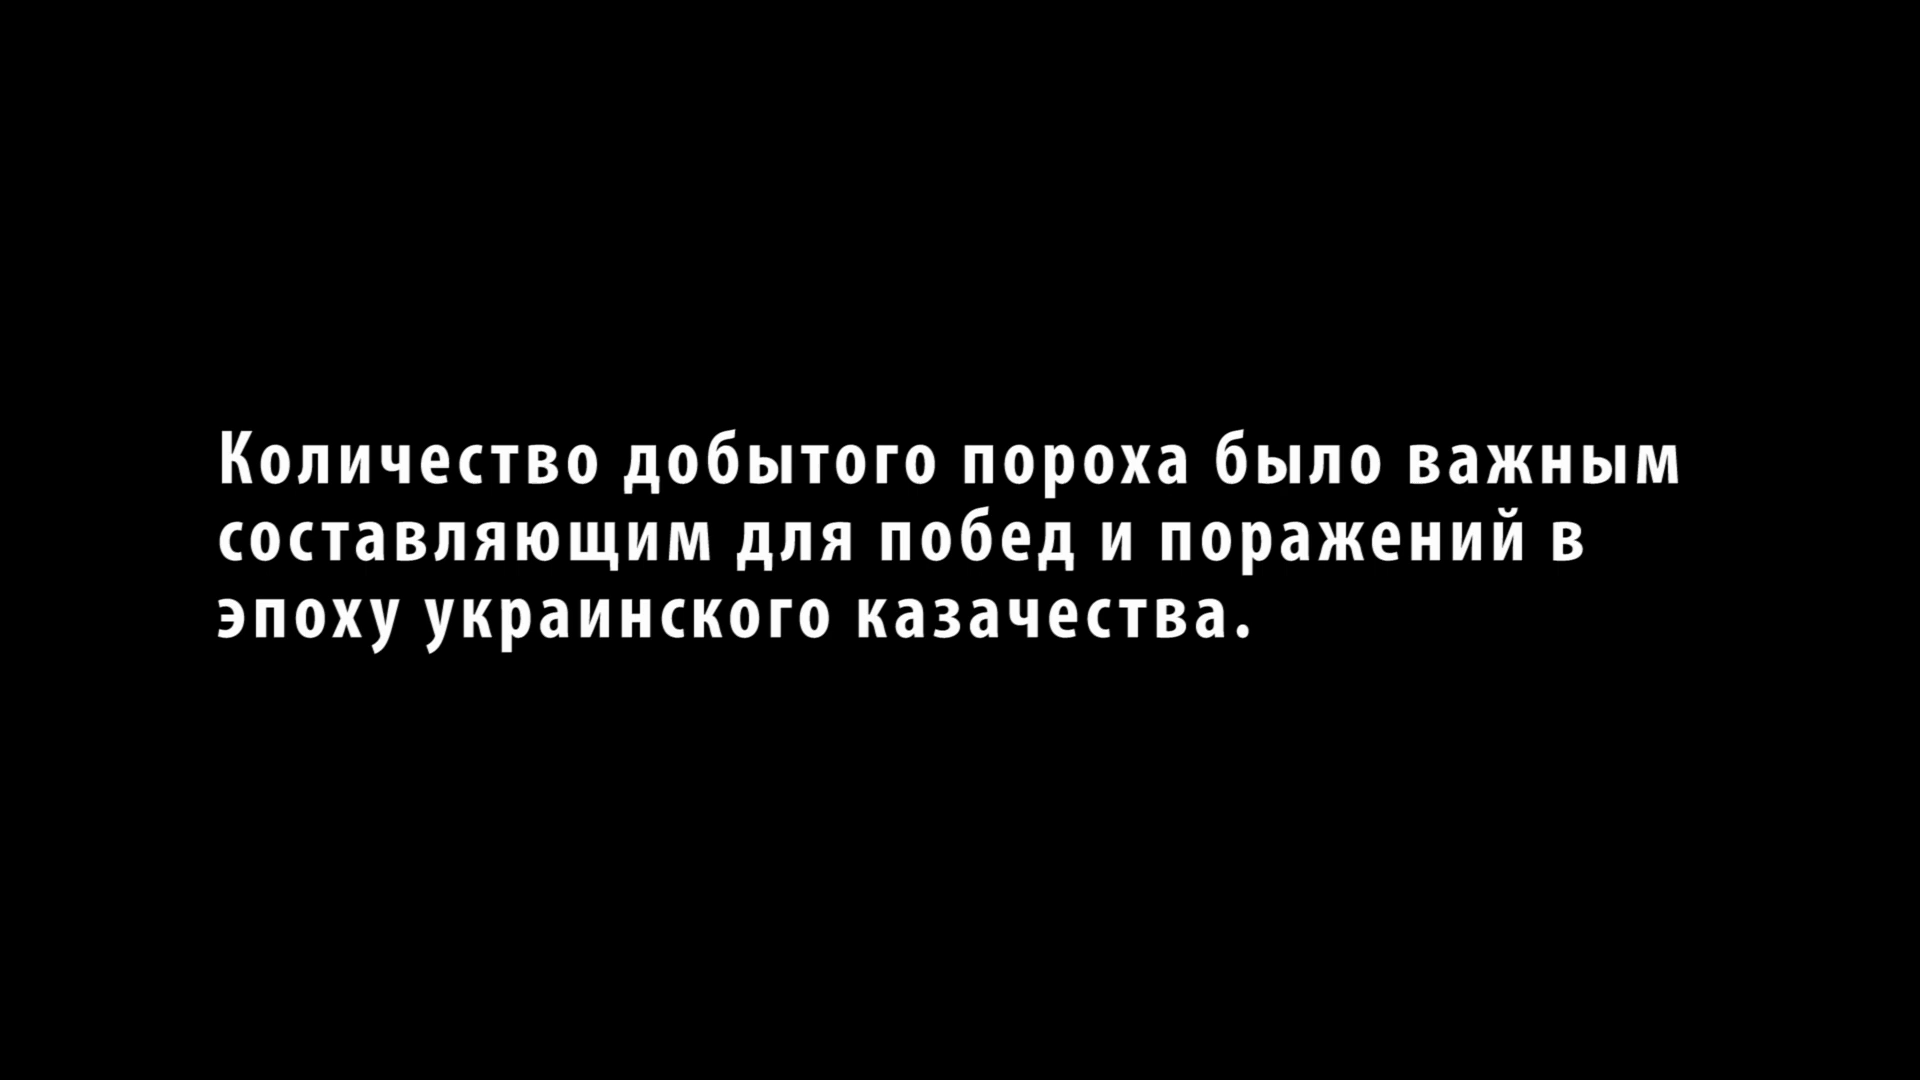 Количество добытого пороха было важным
составляющим для побед и поражений в
эпоху украинского казачества.